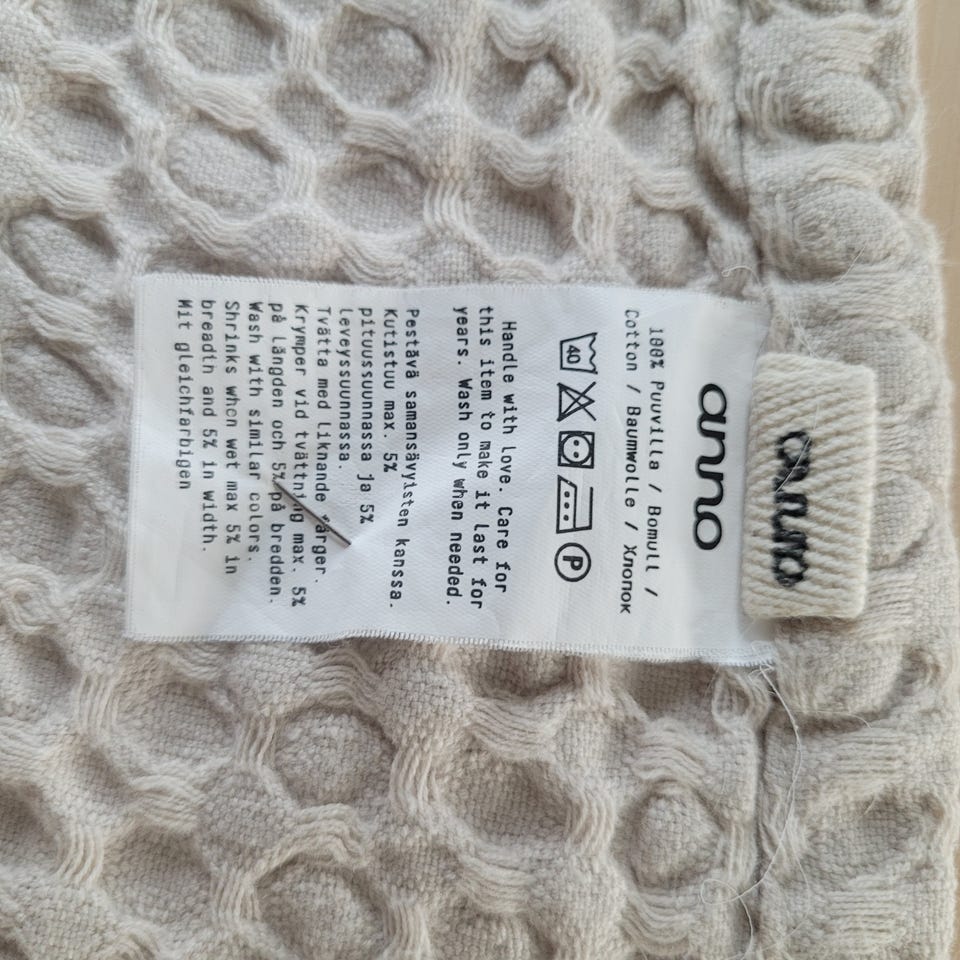 anno
anno
100% Puuvilla / Bomull /
Cotton / Baumwolle / Хлопок
40
P
Handle with love. Care for
this item to make it last for
years. Wash only when needed.
Pestävä samansävyisten kanssa.
Kutistuu max. 5%
pituussuunnassa ja 5%
leveyssuunnassa.
Tvätta med liknande färger.
Krymper vid tvättning max. 5%
på längden och 5% på bredden.
Wash with similar colors.
Shrinks when wet max 5% in
breadth and 5% in width.
Mit gleichfarbigen